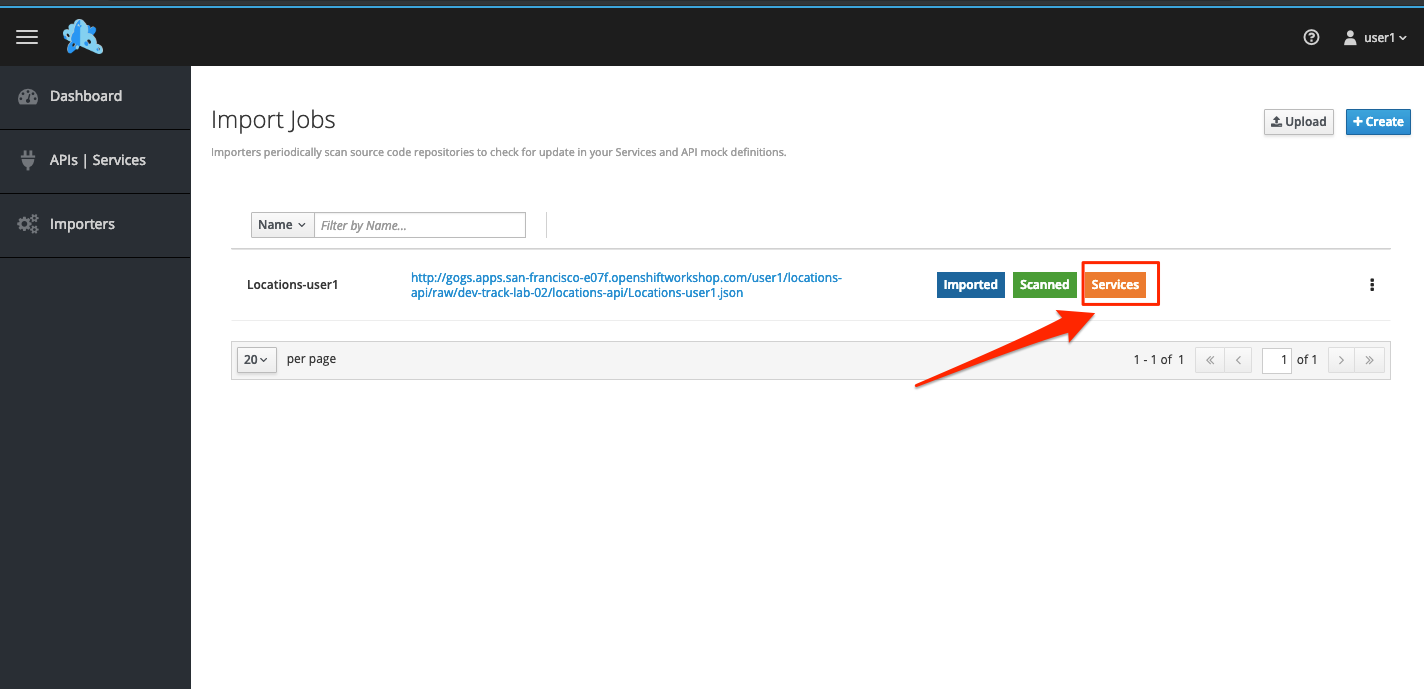 user1
Dashboard
APIs | Services
Importers
Import Jobs
Upload
+ Create
Importers periodically scan source code repositories to check for update in your Services and API mock definitions.
Name
Filter by Name...
Locations-user1
http://gogs.apps.san-francisco-e07f.openshiftworkshop.com/user1/locations-
api/raw/dev-track-lab-02/locations-api/Locations-user1.json
Imported
Scanned
Services
20
per page
1 - 1 of 1
« ‹
1 of 1
› »